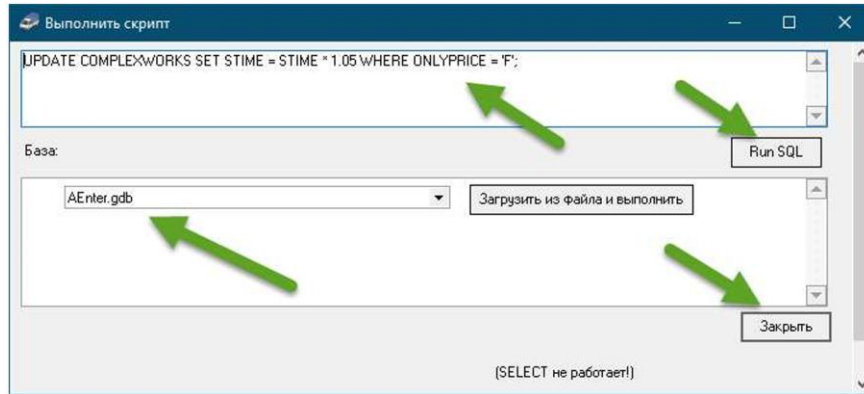 Выполнить скрипт
UPDATE COMPLEXWORKS SET STIME = STIME * 1.05 WHERE ONLYPRICE = 'F';
База:
Run SQL
AEnter.gdb
Загрузить из файла и выполнить
Закрыть
(SELECT не работает!)